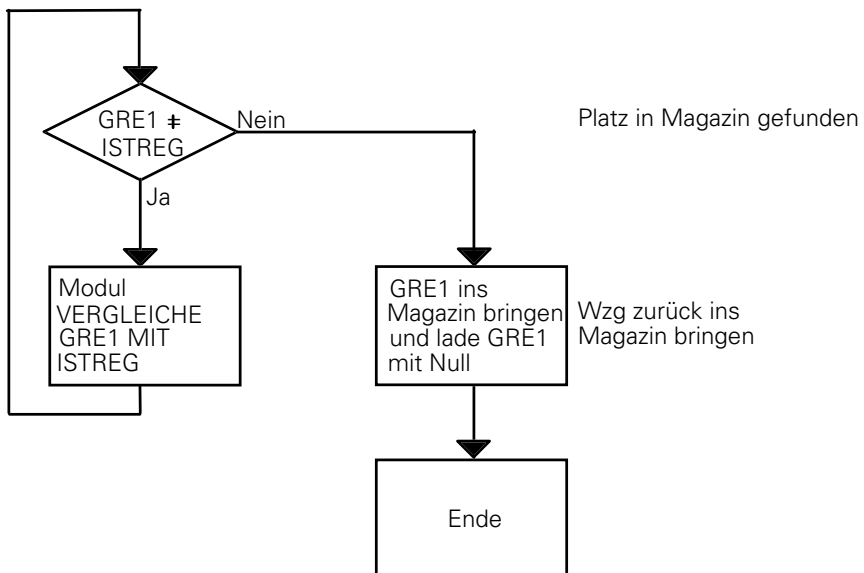 GRE1 ‡
ISTREG
Nein
Platz in Magazin gefunden
Ja
Modul
VERGLEICHE
GRE1 MIT
ISTREG
GRE1 ins
Magazin bringen
und lade GRE1
mit Null
Wzg zurück ins
Magazin bringen
Ende